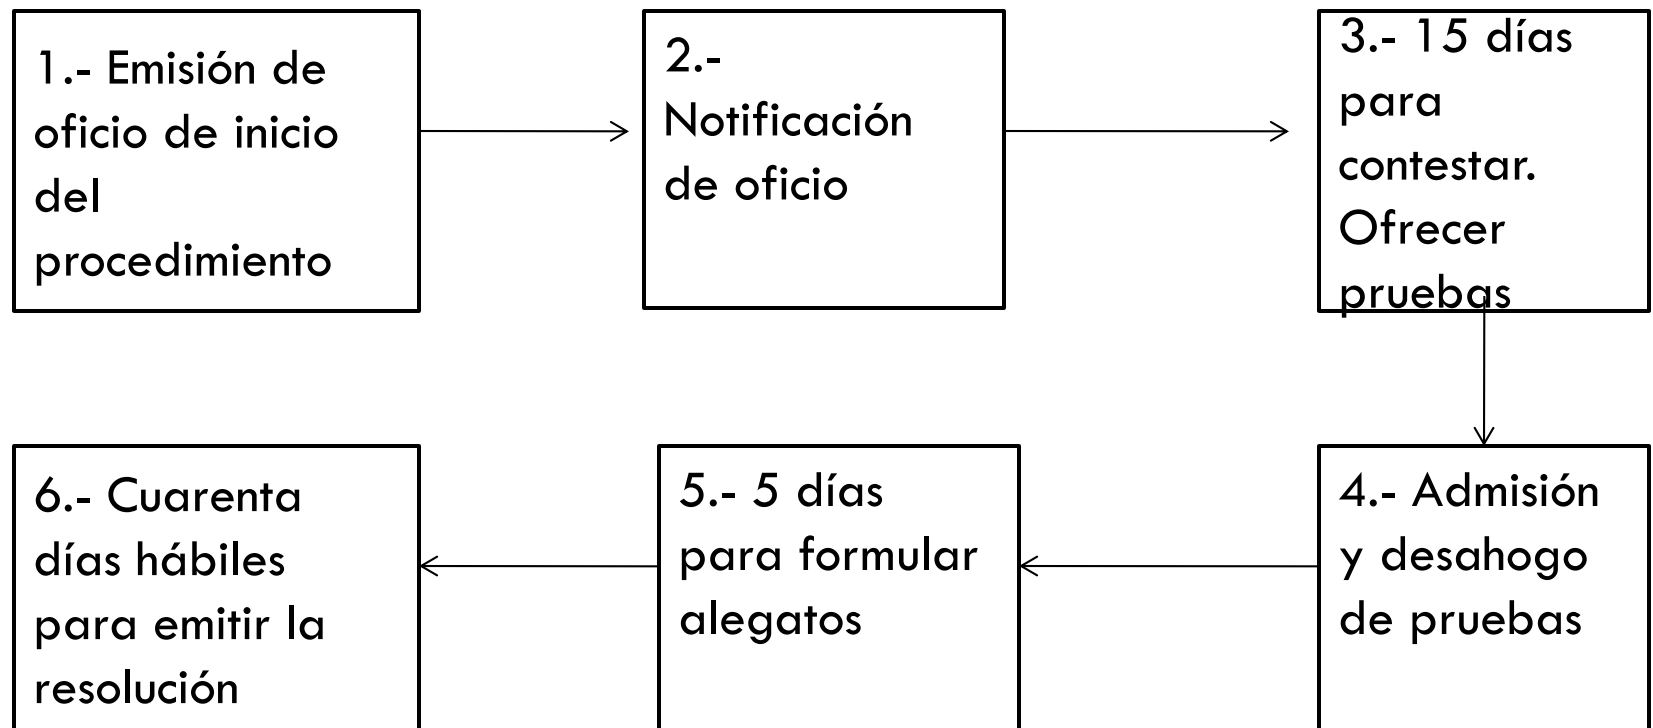 1.- Emisión de
oficio de inicio
del
procedimiento
2.-
Notificación
de oficio
3.- 15 días
para
contestar.
Ofrecer
pruebas
4.- Admisión
y desahogo
de pruebas
5.- 5 días
para formular
alegatos
6.- Cuarenta
días hábiles
para emitir la
resolución